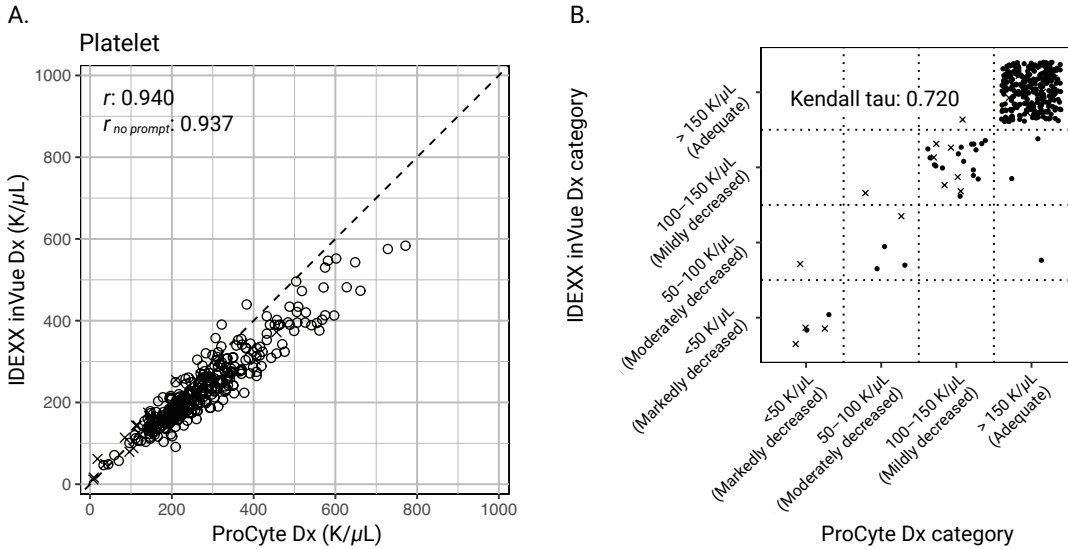 A.
Platelet
r: 0.940
r no prompt: 0.937
1000
800
600
400
200
0
IDEXX inVue Dx (K/µL)
0 200 400 600 800 1000
ProCyte Dx (K/µL)
B.
Kendall tau: 0.720
IDEXX inVue Dx category
> 150 K/µL
(Adequate)
100–150 K/µL
(Mildly decreased)
50–100 K/µL
(Moderately decreased)
<50 K/µL
(Markedly decreased)
<50 K/µL
(Markedly decreased)
50–100 K/µL
(Moderately decreased)
100–150 K/µL
(Mildly decreased)
> 150 K/µL
(Adequate)
ProCyte Dx category